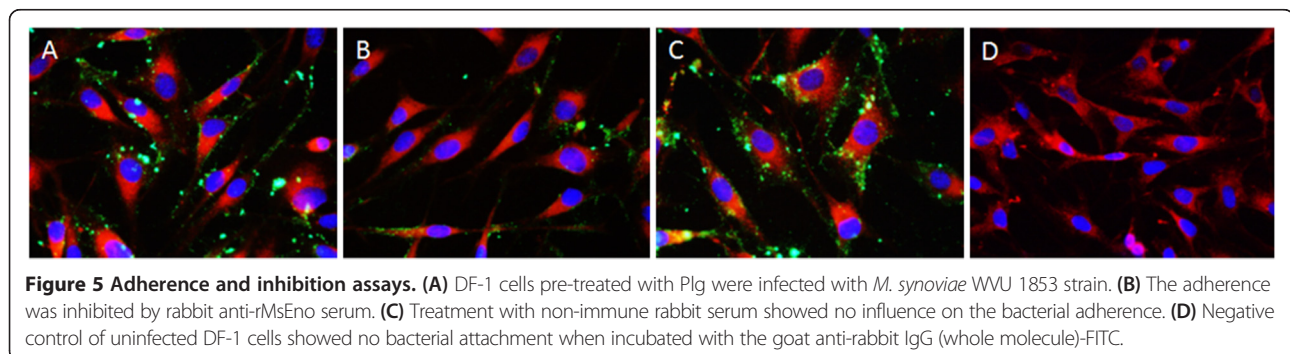 A B C D
Figure 5 Adherence and inhibition assays. (A) DF-1 cells pre-treated with Plg were infected with M. synoviae WVU 1853 strain. (B) The adherence
was inhibited by rabbit anti-rMsEno serum. (C) Treatment with non-immune rabbit serum showed no influence on the bacterial adherence. (D) Negative
control of uninfected DF-1 cells showed no bacterial attachment when incubated with the goat anti-rabbit IgG (whole molecule)-FITC.